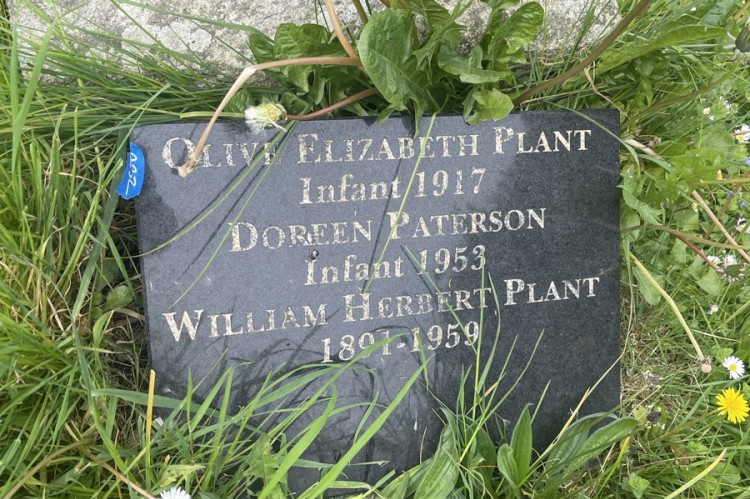 OLIVE ELIZABETH PLANT
Infant 1917
DOREEN PATERSON
Infant 1953
WILLIAM HERBERT PLANT
1891-1959